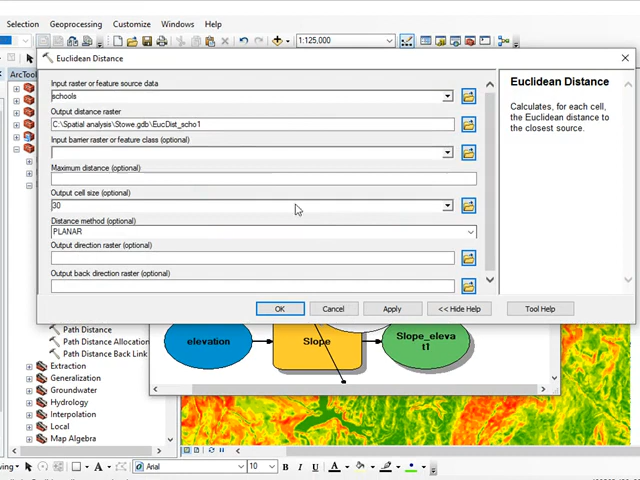 Selection Geoprocessing Customize Windows Help
1:125,000
Euclidean Distance
ArcToo
Input raster or feature source data
schools
Output distance raster
C:\Spatial analysis\Stowe.gdb\EucDist_scho1
Input barrier raster or feature class (optional)
Maximum distance (optional)
Output cell size (optional)
30
Distance method (optional)
PLANAR
Output direction raster (optional)
Output back direction raster (optional)
OK Cancel Apply << Hide Help Tool Help
Euclidean Distance
Calculates, for each cell,
the Euclidean distance to
the closest source.
Path Distance
Path Distance Allocation
Path Distance Back Link
Extraction
Generalization
Groundwater
Hydrology
Interpolation
Local
Map Algebra
elevation Slope Slope_eleva
t1
wing Arial 10 B I U A